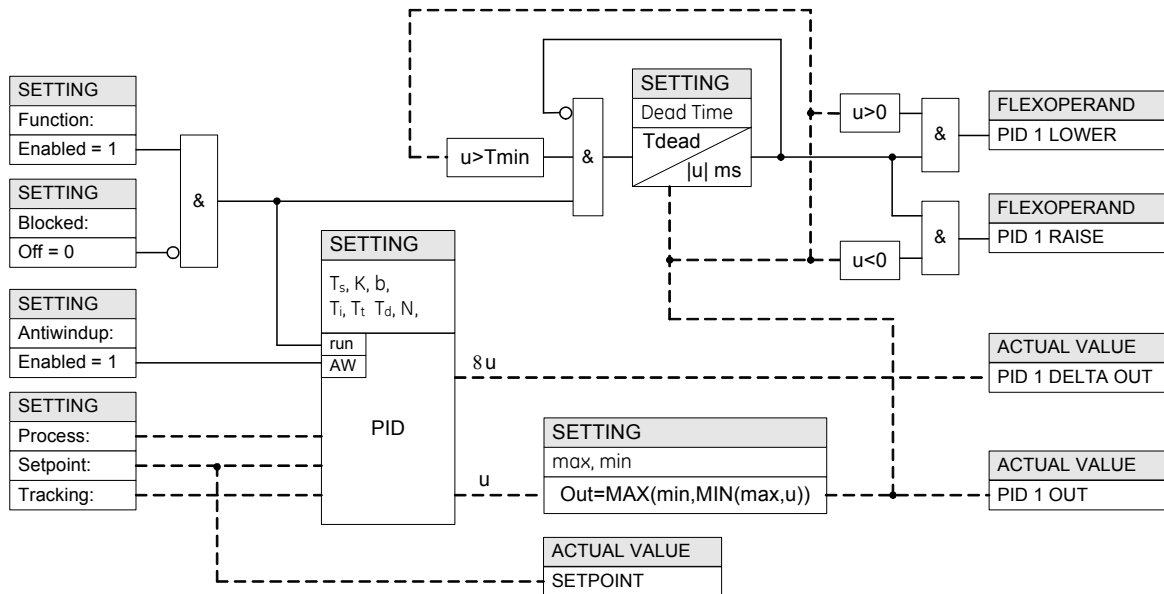 SETTING
Function:
Enabled = 1
SETTING
Blocked:
Off = 0
SETTING
Antiwindup:
Enabled = 1
SETTING
Process:
Setpoint:
Tracking:
&
SETTING
Ts, K, b,
Ti, Tt Td, N,
run
AW
PID
u>Tmin
&
SETTING
Dead Time
Tdead
|u| ms
u>0
&
u<0
&
FLEXOPERAND
PID 1 LOWER
FLEXOPERAND
PID 1 RAISE
8u
ACTUAL VALUE
PID 1 DELTA OUT
u
SETTING
max, min
Out=MAX(min,MIN(max,u))
ACTUAL VALUE
PID 1 OUT
ACTUAL VALUE
SETPOINT